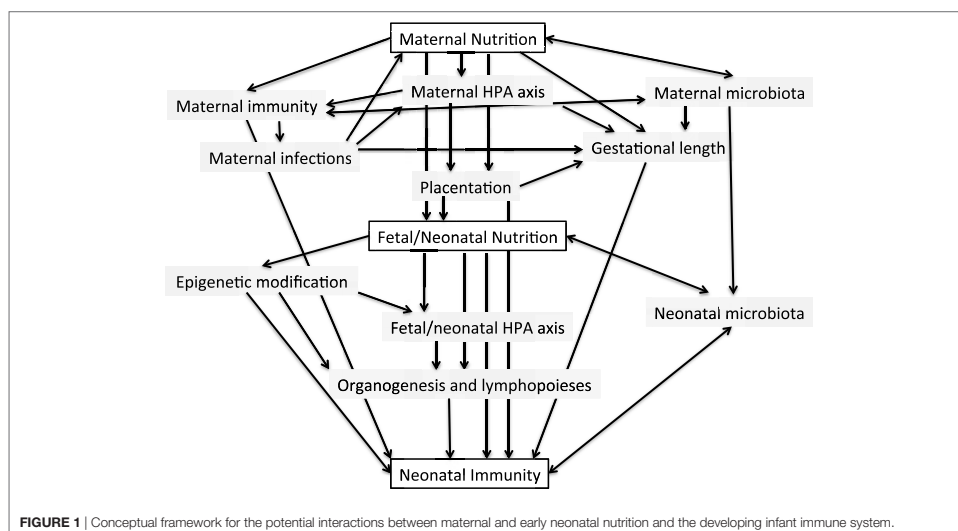 Maternal Nutrition
Maternal HPA axis
Maternal microbiota
Maternal immunity
Gestational length
Maternal infections
Placentation
Fetal/Neonatal Nutrition
Epigenetic modification
Neonatal microbiota
Fetal/neonatal HPA axis
Organogenesis and lymphopoieses
Neonatal Immunity
FIGURE 1 | Conceptual framework for the potential interactions between maternal and early neonatal nutrition and the developing infant immune system.